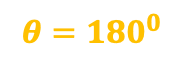 θ = 180⁰